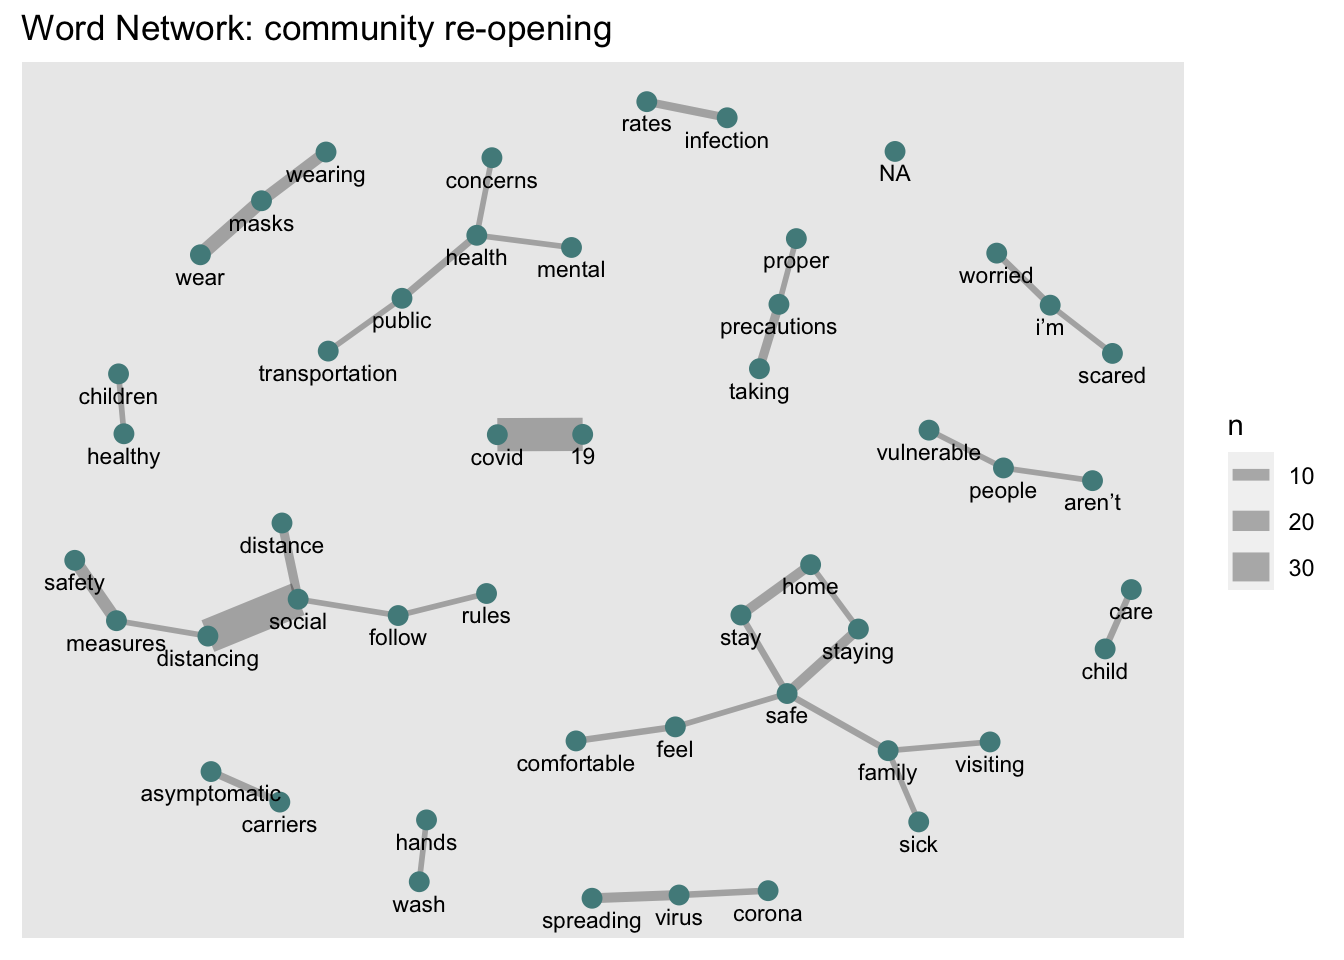 Word Network: community re-opening
rates
infection
NA
wearing
concerns
masks
health
mental
wear
public
transportation
proper
precautions
taking
worried
i’m
scared
children
healthy
covid
19
vulnerable
people
aren’t
n
10
20
30
distance
safety
measures
distancing
social
follow
rules
home
stay
staying
safe
care
child
comfortable
feel
family
visiting
sick
asymptomatic
carriers
hands
wash
spreading
virus
corona